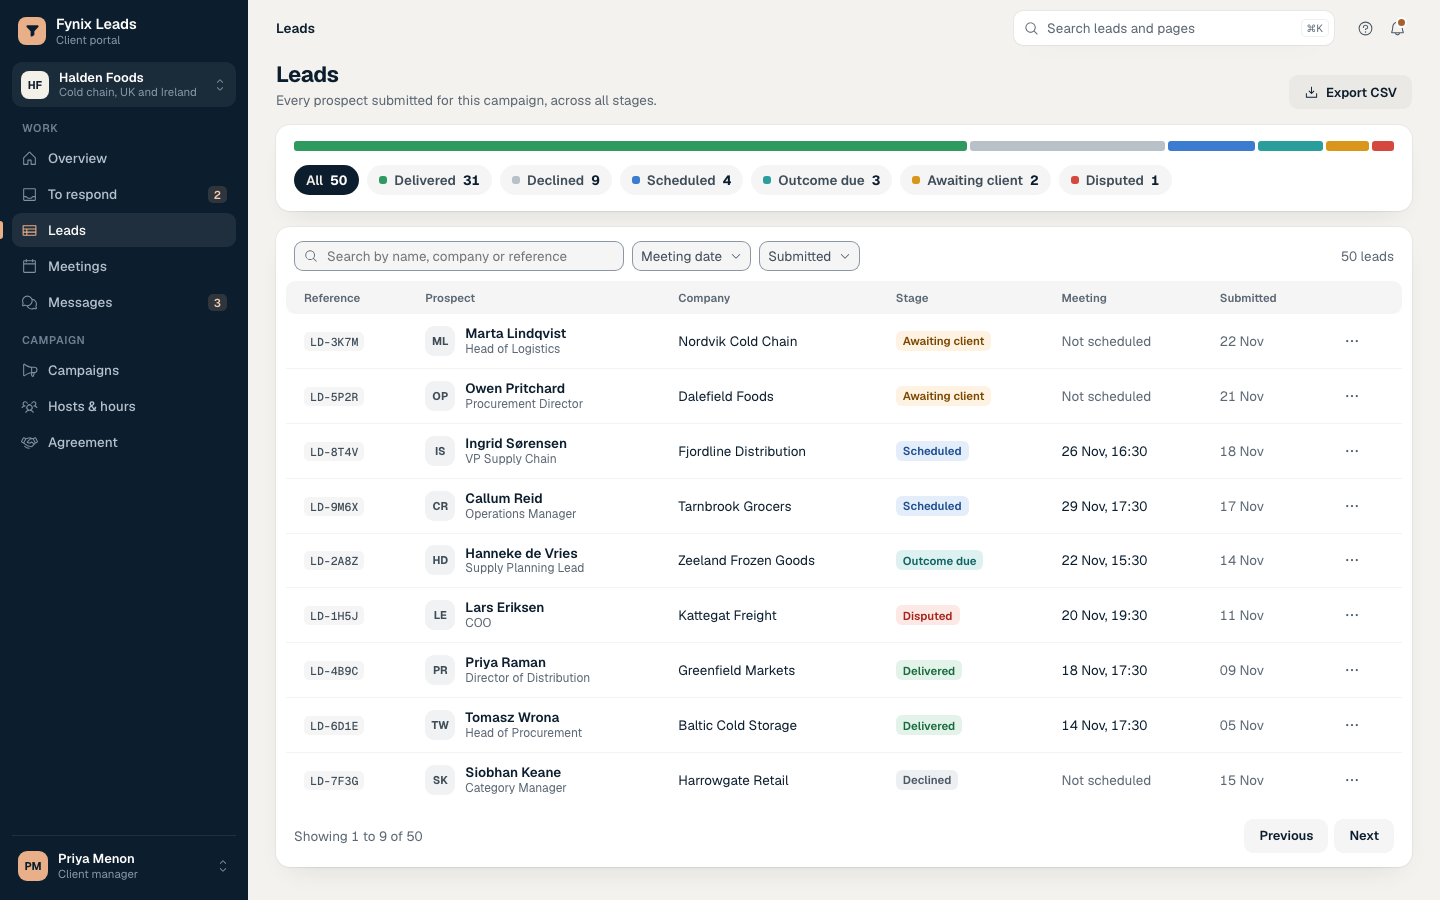 Fynix Leads
Client portal
HF
Halden Foods
Cold chain, UK and Ireland
WORK
Overview
To respond 2
Leads
Meetings
Messages 3
CAMPAIGN
Campaigns
Hosts & hours
Agreement
PM
Priya Menon
Client manager
Leads
Search leads and pages ⌘K
Leads
Every prospect submitted for this campaign, across all stages.
Export CSV
All 50 Delivered 31 Declined 9 Scheduled 4 Outcome due 3 Awaiting client 2 Disputed 1
Search by name, company or reference Meeting date Submitted 50 leads
Reference Prospect Company Stage Meeting Submitted
LD-3K7M ML Marta Lindqvist Nordvik Cold Chain Awaiting client Not scheduled 22 Nov
Head of Logistics
LD-5P2R OP Owen Pritchard Dalefield Foods Awaiting client Not scheduled 21 Nov
Procurement Director
LD-8T4V IS Ingrid Sørensen Fjordline Distribution Scheduled 26 Nov, 16:30 18 Nov
VP Supply Chain
LD-9M6X CR Callum Reid Tarnbrook Grocers Scheduled 29 Nov, 17:30 17 Nov
Operations Manager
LD-2A8Z HD Hanneke de Vries Zeeland Frozen Goods Outcome due 22 Nov, 15:30 14 Nov
Supply Planning Lead
LD-1H5J LE Lars Eriksen Kattegat Freight Disputed 20 Nov, 19:30 11 Nov
COO
LD-4B9C PR Priya Raman Greenfield Markets Delivered 18 Nov, 17:30 09 Nov
Director of Distribution
LD-6D1E TW Tomasz Wrona Baltic Cold Storage Delivered 14 Nov, 17:30 05 Nov
Head of Procurement
LD-7F3G SK Siobhan Keane Harrowgate Retail Declined Not scheduled 15 Nov
Category Manager
Showing 1 to 9 of 50 Previous Next